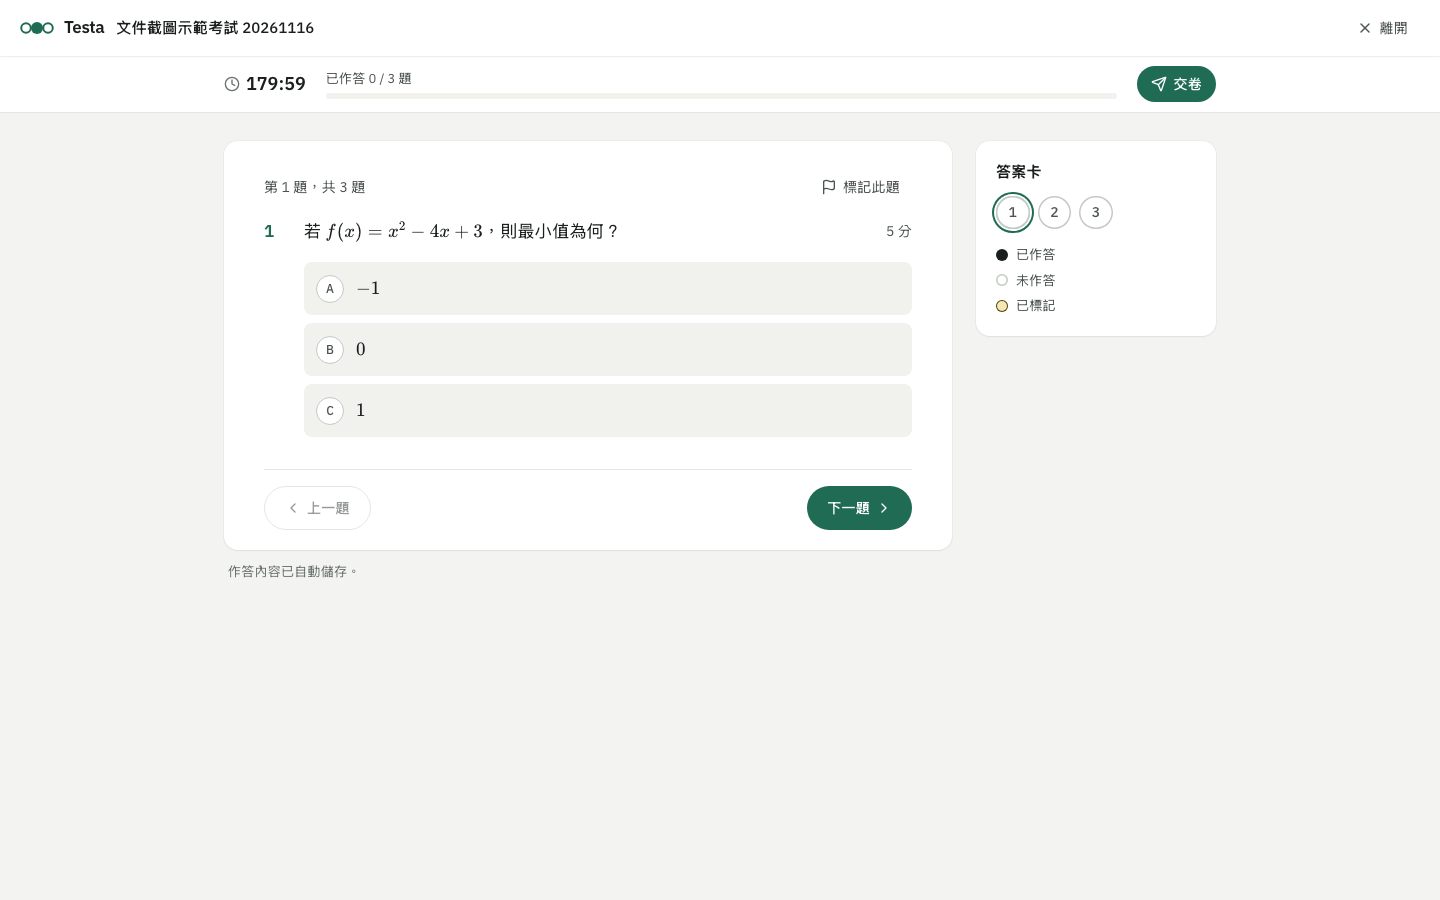 Testa 文件截圖示範考試 20261116
離開
179:59
已作答 0 / 3 題
交卷
第 1 題，共 3 題
標記此題
1 若 f(x) = x² − 4x + 3，則最小值為何？
5 分
A −1
B 0
C 1
上一題
下一題
作答內容已自動儲存。
答案卡
1 2 3
已作答
未作答
已標記